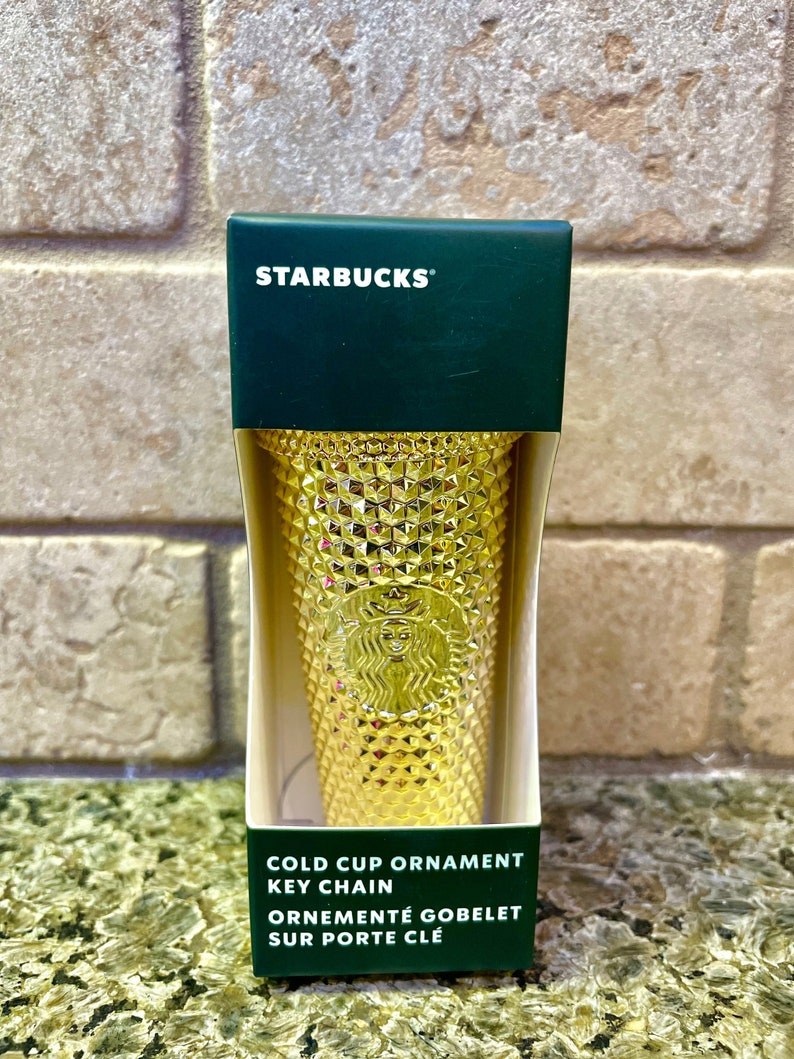 STARBUCKS®
COLD CUP ORNAMENT
KEY CHAIN
ORNEMENTÉ GOBELET
SUR PORTE CLÉ